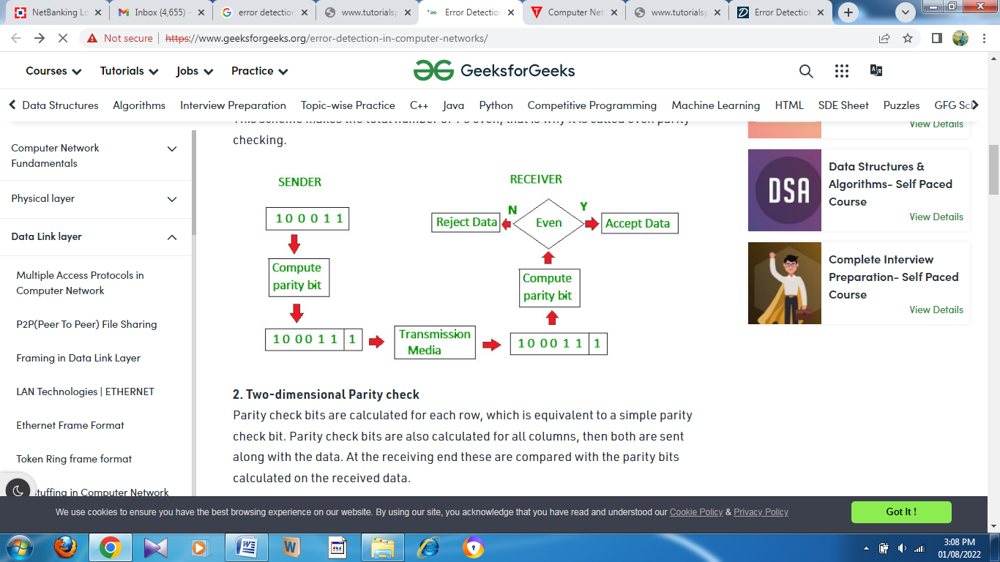 NetBanking Lo
Inbox (4,655) -
error detection
www.tutorialsp
Error Detection
Computer Net
www.tutorialsp
Error Detection
Not secure
https://www.geeksforgeeks.org/error-detection-in-computer-networks/
Courses
Tutorials
Jobs
Practice
GeeksforGeeks
Data Structures
Algorithms
Interview Preparation
Topic-wise Practice
C++
Java
Python
Competitive Programming
Machine Learning
HTML
SDE Sheet
Puzzles
GFG Sc
This scheme makes the total number of 1's even, that is why it is called even parity
checking.
Computer Network
Fundamentals
Physical layer
Data Link layer
Multiple Access Protocols in
Computer Network
P2P(Peer To Peer) File Sharing
Framing in Data Link Layer
LAN Technologies | ETHERNET
Ethernet Frame Format
Token Ring frame format
tuffing in Computer Network
SENDER
1 0 0 0 1 1
Compute
parity bit
1 0 0 0 1 1 1
Transmission
Media
RECEIVER
Reject Data
N
Even
Y
Accept Data
Compute
parity bit
1 0 0 0 1 1 1
2. Two-dimensional Parity check
Parity check bits are calculated for each row, which is equivalent to a simple parity
check bit. Parity check bits are also calculated for all columns, then both are sent
along with the data. At the receiving end these are compared with the parity bits
calculated on the received data.
View Details
DSA
Data Structures &
Algorithms- Self Paced
Course
View Details
Complete Interview
Preparation- Self Paced
Course
View Details
We use cookies to ensure you have the best browsing experience on our website. By using our site, you acknowledge that you have read and understood our Cookie Policy & Privacy Policy
Got It !
3:08 PM
01/08/2022